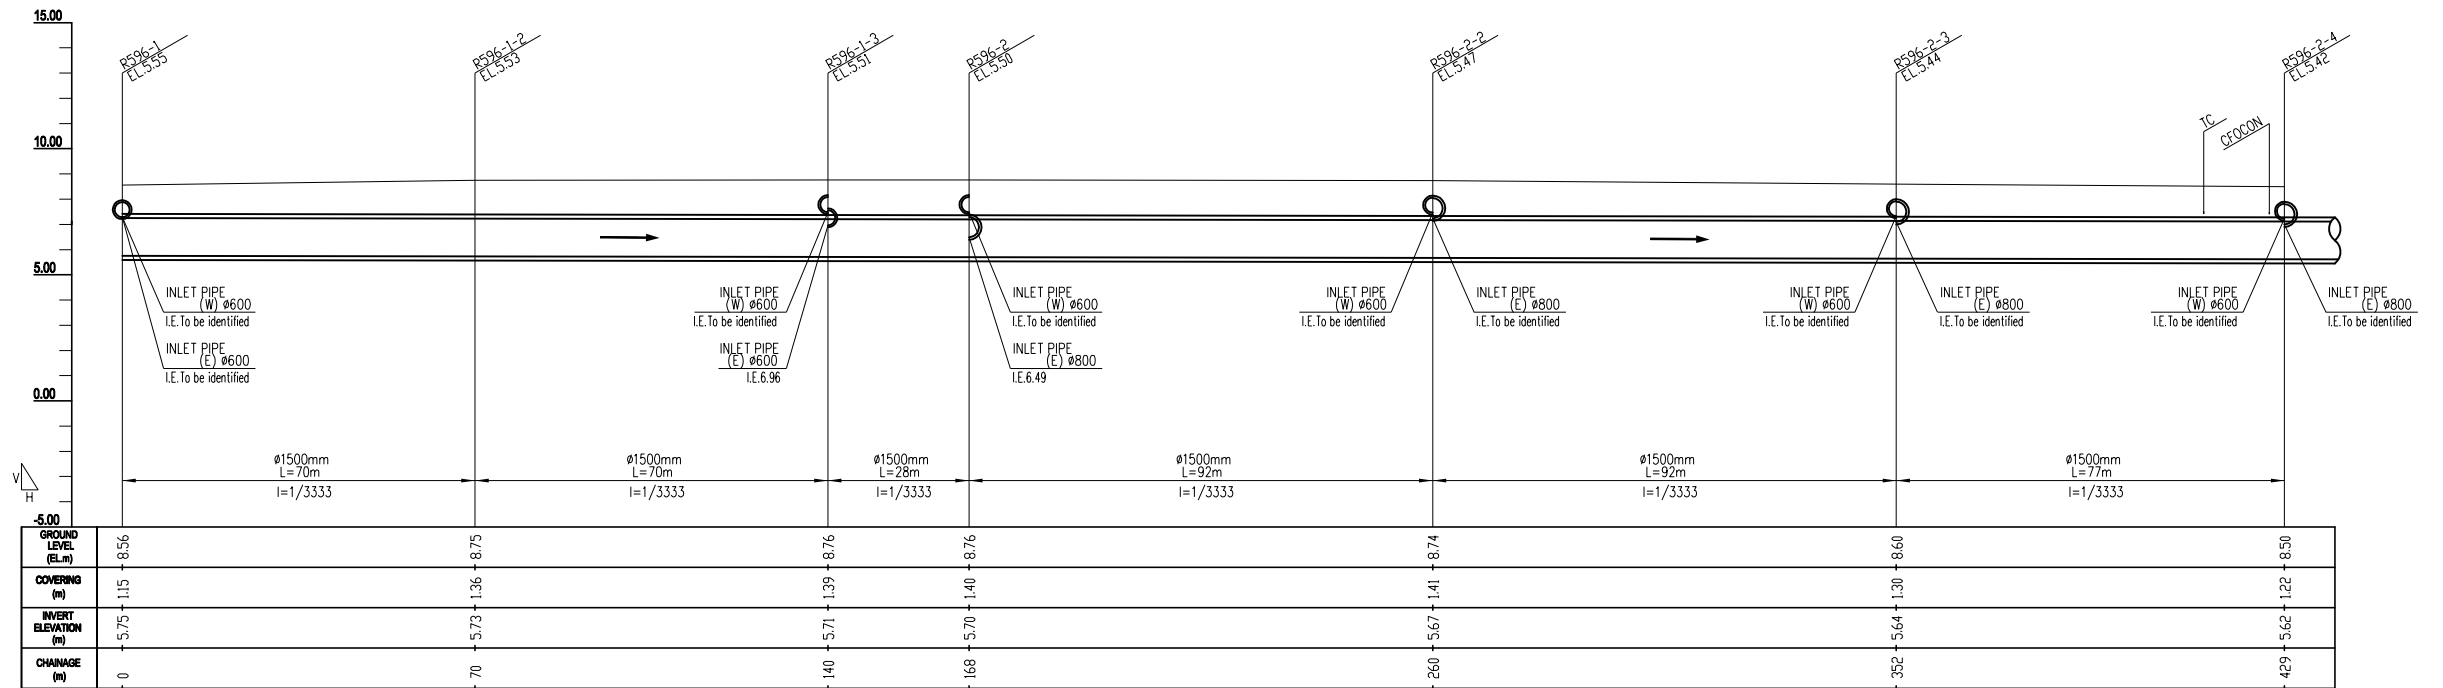 15.00
10.00
5.00
0.00
-5.00
V
H
R596-1
EL.5.55
R596-1-2
EL.5.53
R596-1-3
EL.5.51
R596-2
EL.5.50
R596-2-2
EL.5.47
R596-2-3
EL.5.44
R596-2-4
EL.5.42
TC
CFOCON
INLET PIPE
(W) ø600
I.E.To be identified
INLET PIPE
(E) ø600
I.E.To be identified
INLET PIPE
(W) ø600
I.E.To be identified
INLET PIPE
(E) ø600
I.E.6.96
INLET PIPE
(W) ø600
I.E.To be identified
INLET PIPE
(E) ø800
I.E.6.49
INLET PIPE
(W) ø600
I.E.To be identified
INLET PIPE
(E) ø800
I.E.To be identified
INLET PIPE
(W) ø600
I.E.To be identified
INLET PIPE
(E) ø800
I.E.To be identified
INLET PIPE
(W) ø600
I.E.To be identified
INLET PIPE
(E) ø800
I.E.To be identified
ø1500mm
L=70m
I=1/3333
ø1500mm
L=70m
I=1/3333
ø1500mm
L=28m
I=1/3333
ø1500mm
L=92m
I=1/3333
ø1500mm
L=92m
I=1/3333
ø1500mm
L=77m
I=1/3333
GROUND
LEVEL
(EL.m)
8.56 8.75 8.76 8.76 8.74 8.60 8.50
COVERING
(m)
1.15 1.36 1.39 1.40 1.41 1.30 1.22
INVERT
ELEVATION
(m)
5.75 5.73 5.71 5.70 5.67 5.64 5.62
CHAINAGE
(m)
0 70 140 168 260 352 429